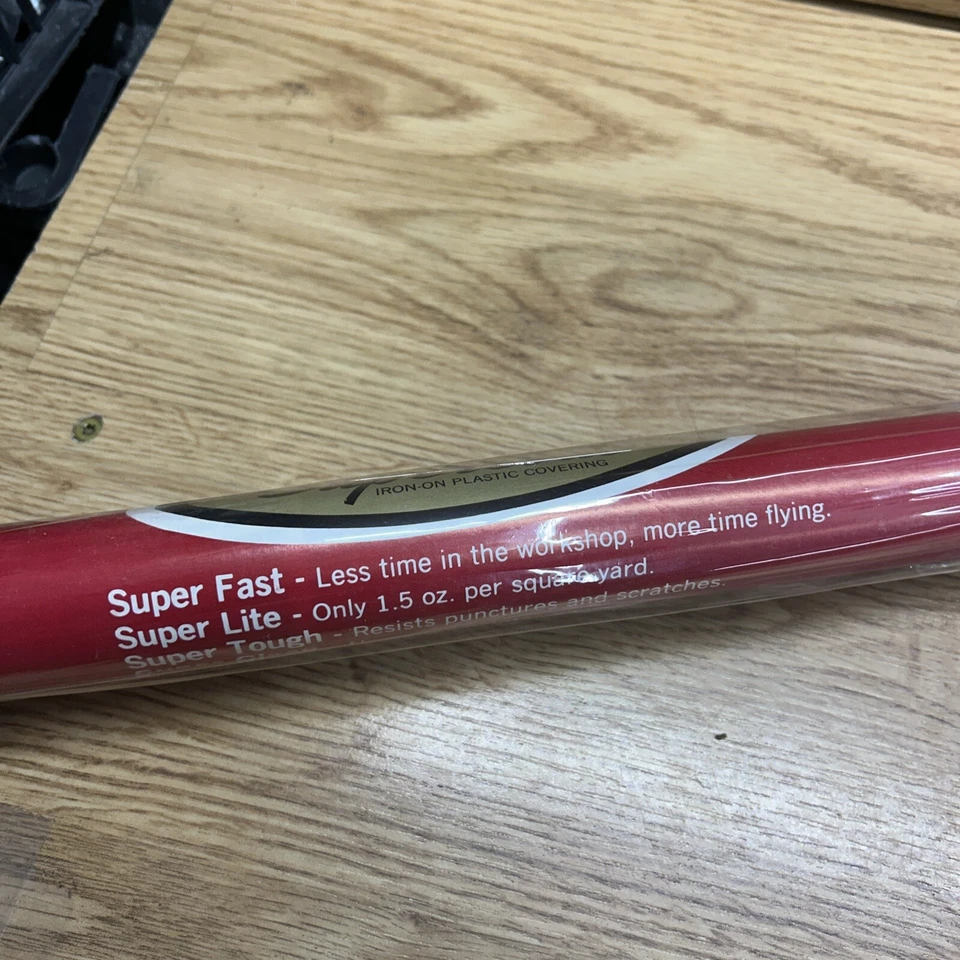 IRON-ON PLASTIC COVERING
Super Fast - Less time in the workshop, more time flying.
Super Lite - Only 1.5 oz. per square yard.
Super Tough - Resists punctures and scratches.